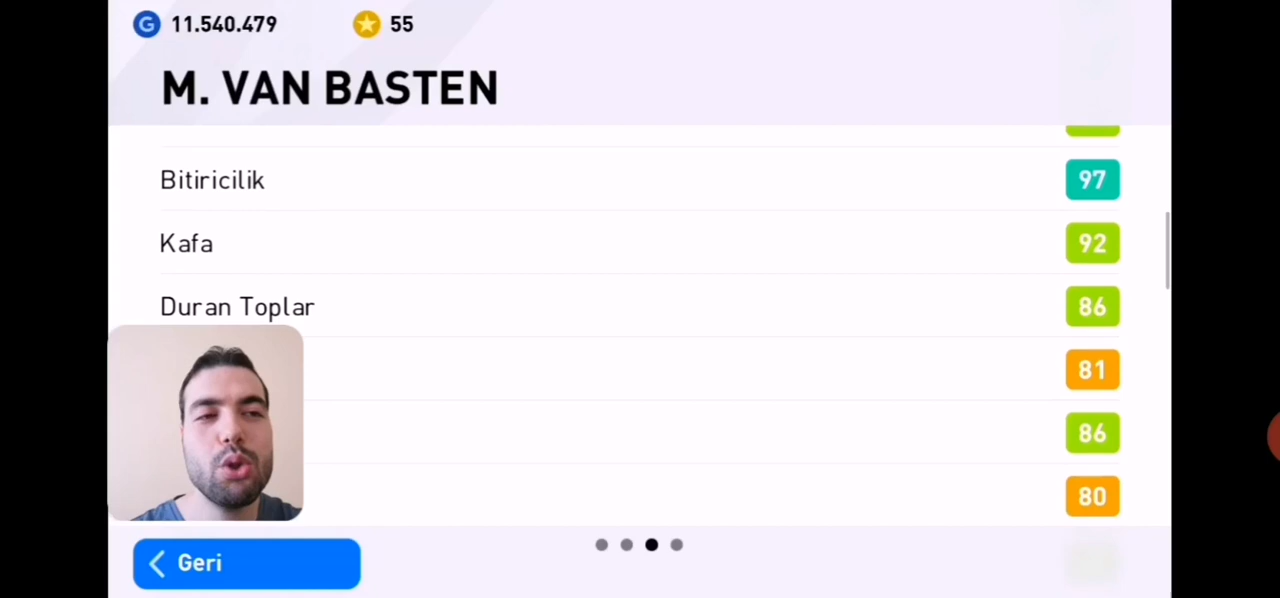 G 11.540.479 55
M. VAN BASTEN
Bitiricilik 97
Kafa 92
Duran Toplar 86
81
86
80
Geri